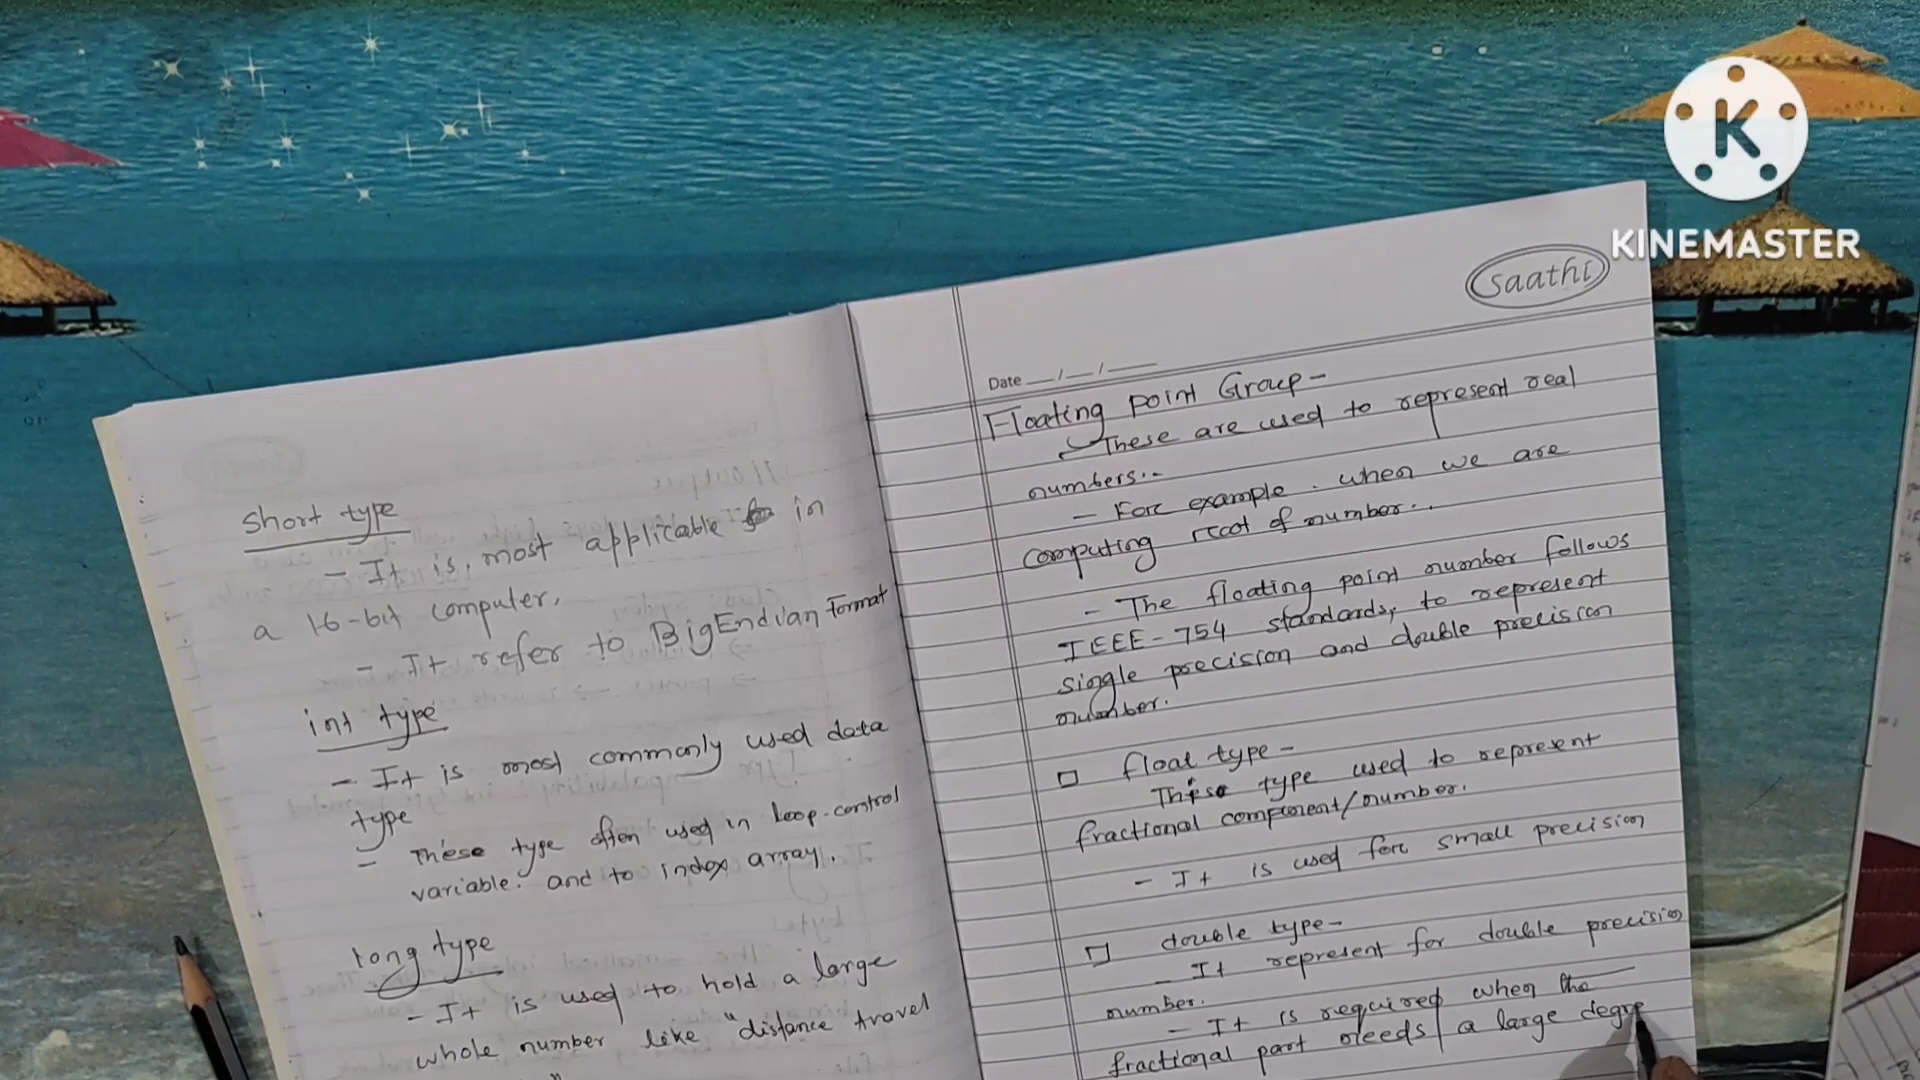 short type
- It is most applicable in
a 16-bit computer,
- It refer to BigEndian Format
int type
- It is most commonly used data
type
- These type often used in loop-control
variable. and to index array.
long type
- It is used to hold a large
whole number like "distance travel
Saathi
Date __/__/____
Floating point Group -
These are used to represent real
numbers..
- For example. when we are
computing root of number..
- The floating point number follows
IEEE-754 standards, to represent
single precision and double precision
number.
float type -
This type used to represent
fractional component/number.
- It is used for small precision
double type -
- It represent for double precision
number.
- It is required when the
fractional part needs a large degre
K
KINEMASTER